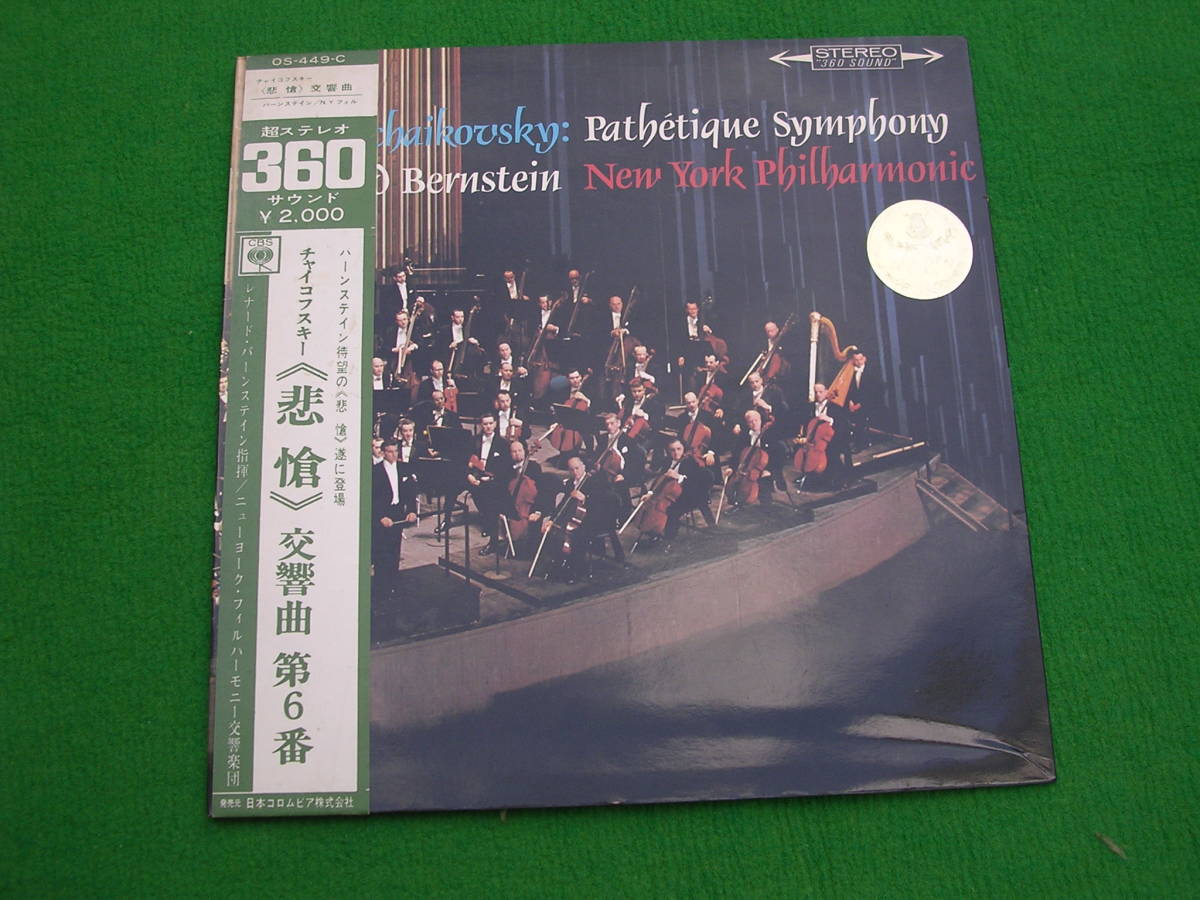 OS-449-C
チャイコフスキー
《悲愴》交響曲
バーンステイン/NYフィル
超ステレオ
360
サウンド
¥2,000
CBS
バーンステイン待望の《悲愴》遂に登場
チャイコフスキー《悲愴》交響曲 第6番
レナード・バーンステイン指揮/ニューヨーク・フィルハーモニー交響楽団
発売元 日本コロムビア株式会社
STEREO
"360 SOUND"
chaikovsky: Pathétique Symphony
Bernstein New York Philharmonic